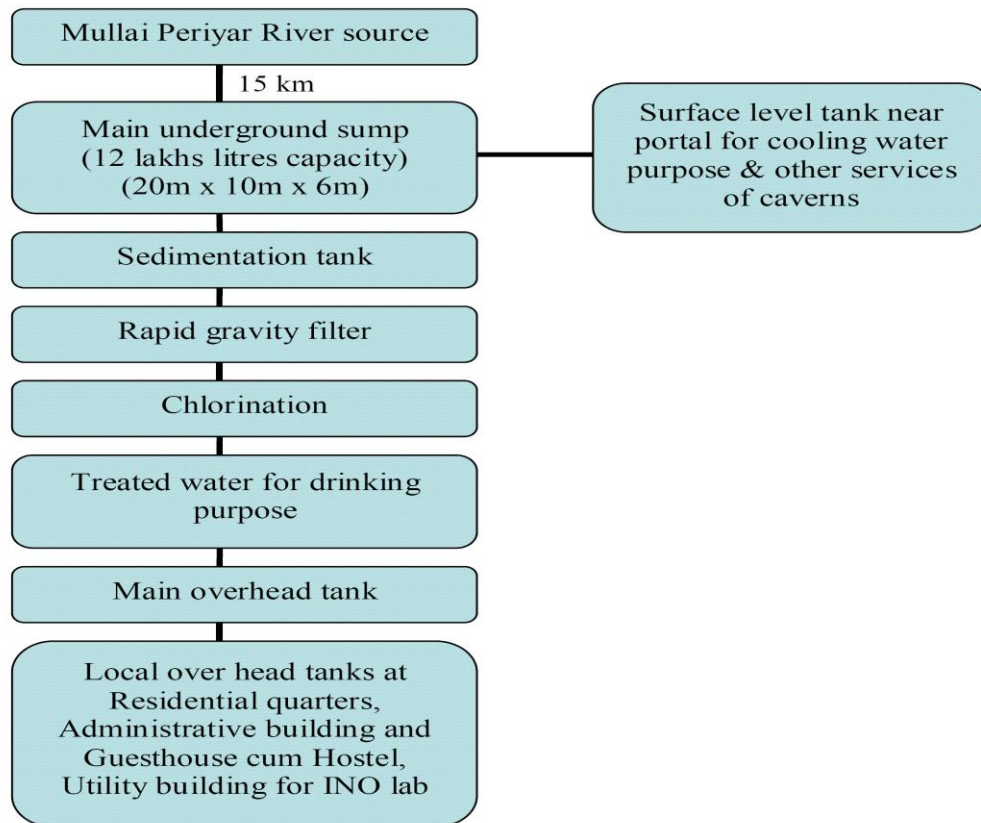 Mullai Periyar River source
15 km
Main underground sump
(12 lakhs litres capacity)
(20m x 10m x 6m)
Surface level tank near
portal for cooling water
purpose & other services
of caverns
Sedimentation tank
Rapid gravity filter
Chlorination
Treated water for drinking
purpose
Main overhead tank
Local over head tanks at
Residential quarters,
Administrative building and
Guesthouse cum Hostel,
Utility building for INO lab